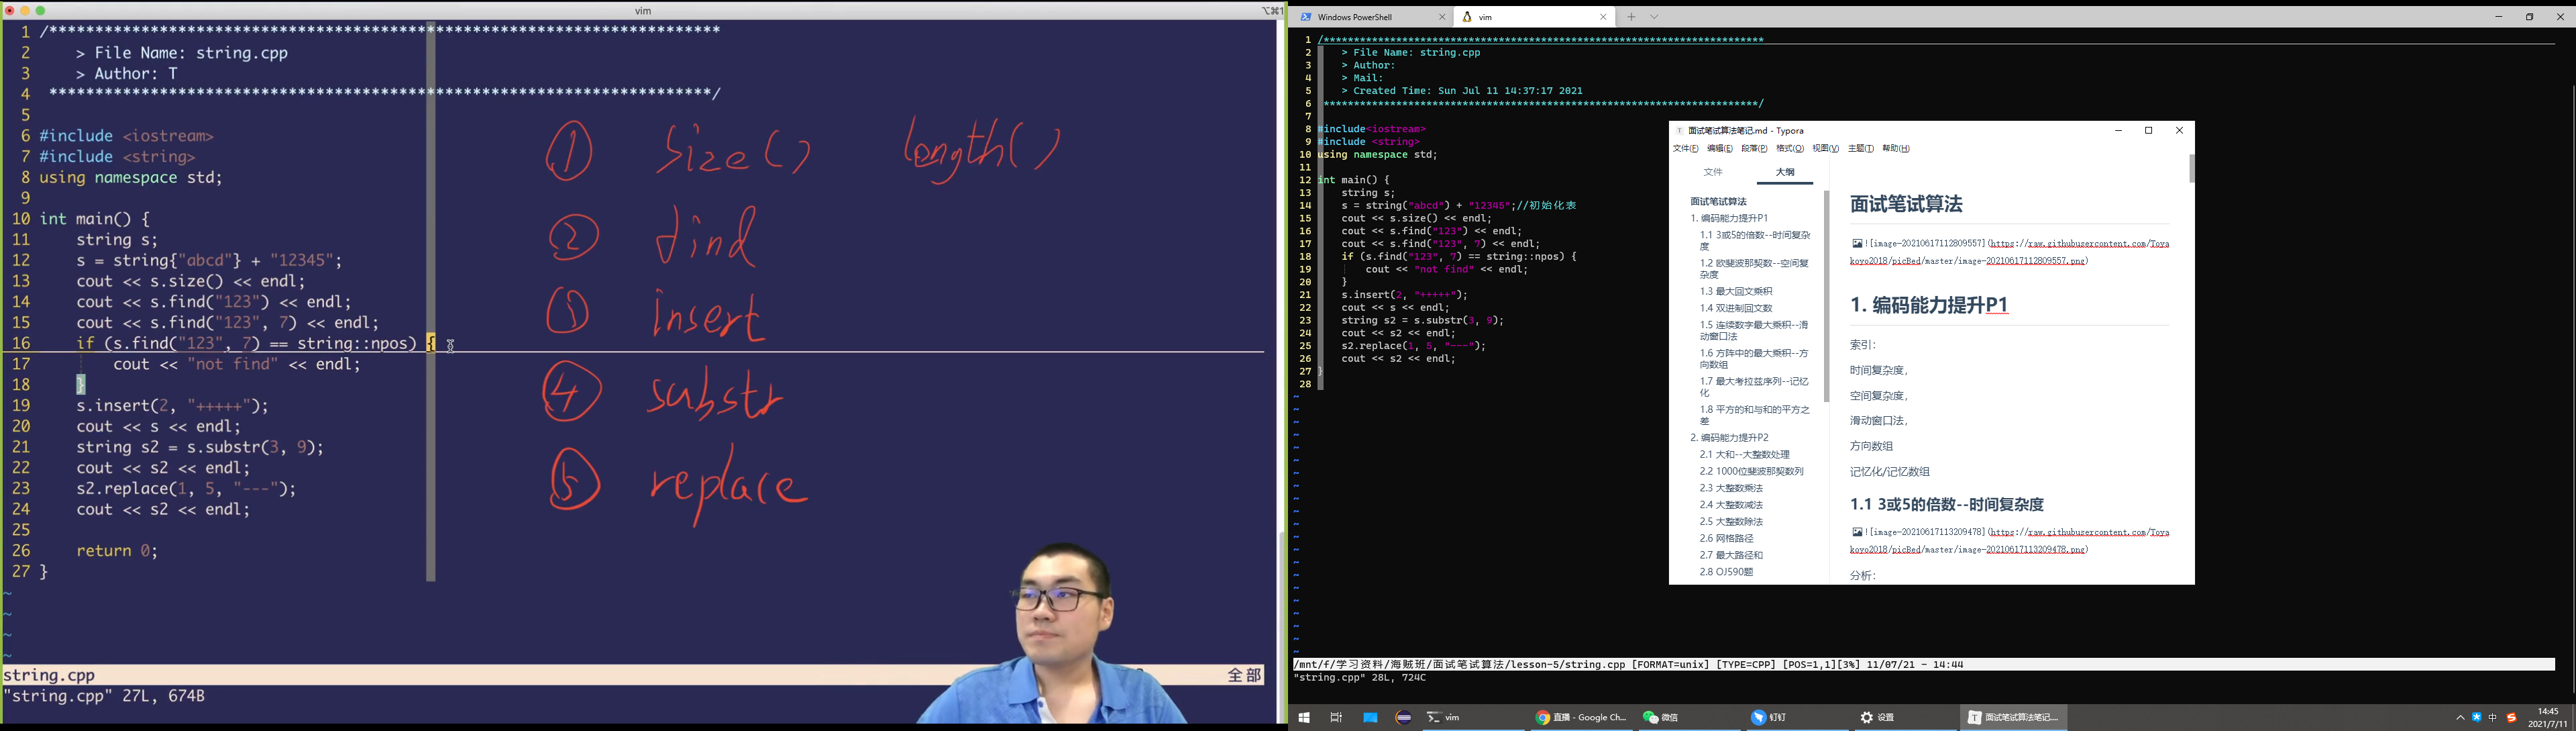 vim
⌥⌘1
1 /************************************************************************
2     > File Name: string.cpp
3     > Author: T
4  ************************************************************************/
5
6 #include <iostream>
7 #include <string>
8 using namespace std;
9
10 int main() {
11     string s;
12     s = string{"abcd"} + "12345";
13     cout << s.size() << endl;
14     cout << s.find("123") << endl;
15     cout << s.find("123", 7) << endl;
16     if (s.find("123", 7) == string::npos) {
17         cout << "not find" << endl;
18     }
19     s.insert(2, "+++++");
20     cout << s << endl;
21     string s2 = s.substr(3, 9);
22     cout << s2 << endl;
23     s2.replace(1, 5, "---");
24     cout << s2 << endl;
25
26     return 0;
27 }
~
~
~
~
string.cpp 全部
"string.cpp" 27L, 674B
① size() length()
② find
③ insert
④ substr
⑤ replace
Windows PowerShell
vim
1 /************************************************************************
2     > File Name: string.cpp
3     > Author:
4     > Mail:
5     > Created Time: Sun Jul 11 14:37:17 2021
6  ************************************************************************/
7
8 #include<iostream>
9 #include <string>
10 using namespace std;
11
12 int main() {
13     string s;
14     s = string("abcd") + "12345";//初始化表
15     cout << s.size() << endl;
16     cout << s.find("123") << endl;
17     cout << s.find("123", 7) << endl;
18     if (s.find("123", 7) == string::npos) {
19         cout << "not find" << endl;
20     }
21     s.insert(2, "+++++");
22     cout << s << endl;
23     string s2 = s.substr(3, 9);
24     cout << s2 << endl;
25     s2.replace(1, 5, "---");
26     cout << s2 << endl;
27 }
28
/mnt/f/学习资料/海贼班/面试笔试算法/lesson-5/string.cpp [FORMAT=unix] [TYPE=CPP] [POS=1,1][3%] 11/07/21 - 14:44
"string.cpp" 28L, 724C
面试笔试算法笔记.md - Typora
文件(F) 编辑(E) 段落(P) 格式(O) 视图(V) 主题(T) 帮助(H)
文件 大纲
面试笔试算法
1. 编码能力提升P1
1.1 3或5的倍数--时间复杂
度
1.2 欧斐波那契数--空间复
杂度
1.3 最大回文乘积
1.4 双进制回文数
1.5 连续数字最大乘积--滑
动窗口法
1.6 方阵中的最大乘积--方
向数组
1.7 最大考拉兹序列--记忆
化
1.8 平方的和与和的平方之
差
2. 编码能力提升P2
2.1 大和--大整数处理
2.2 1000位斐波那契数列
2.3 大整数乘法
2.4 大整数减法
2.5 大整数除法
2.6 网格路径
2.7 最大路径和
2.8 OJ590题
面试笔试算法
![image-20210617112809557](https://raw.githubusercontent.com/Toya
koyo2018/picBed/master/image-20210617112809557.png)
1. 编码能力提升P1
索引:
时间复杂度,
空间复杂度,
滑动窗口法,
方向数组
记忆化/记忆数组
1.1 3或5的倍数--时间复杂度
![image-20210617113209478](https://raw.githubusercontent.com/Toya
koyo2018/picBed/master/image-20210617113209478.png)
分析:
vim
直播 - Google Ch...
微信
钉钉
设置
面试笔试算法笔记....
中
14:45
2021/7/11